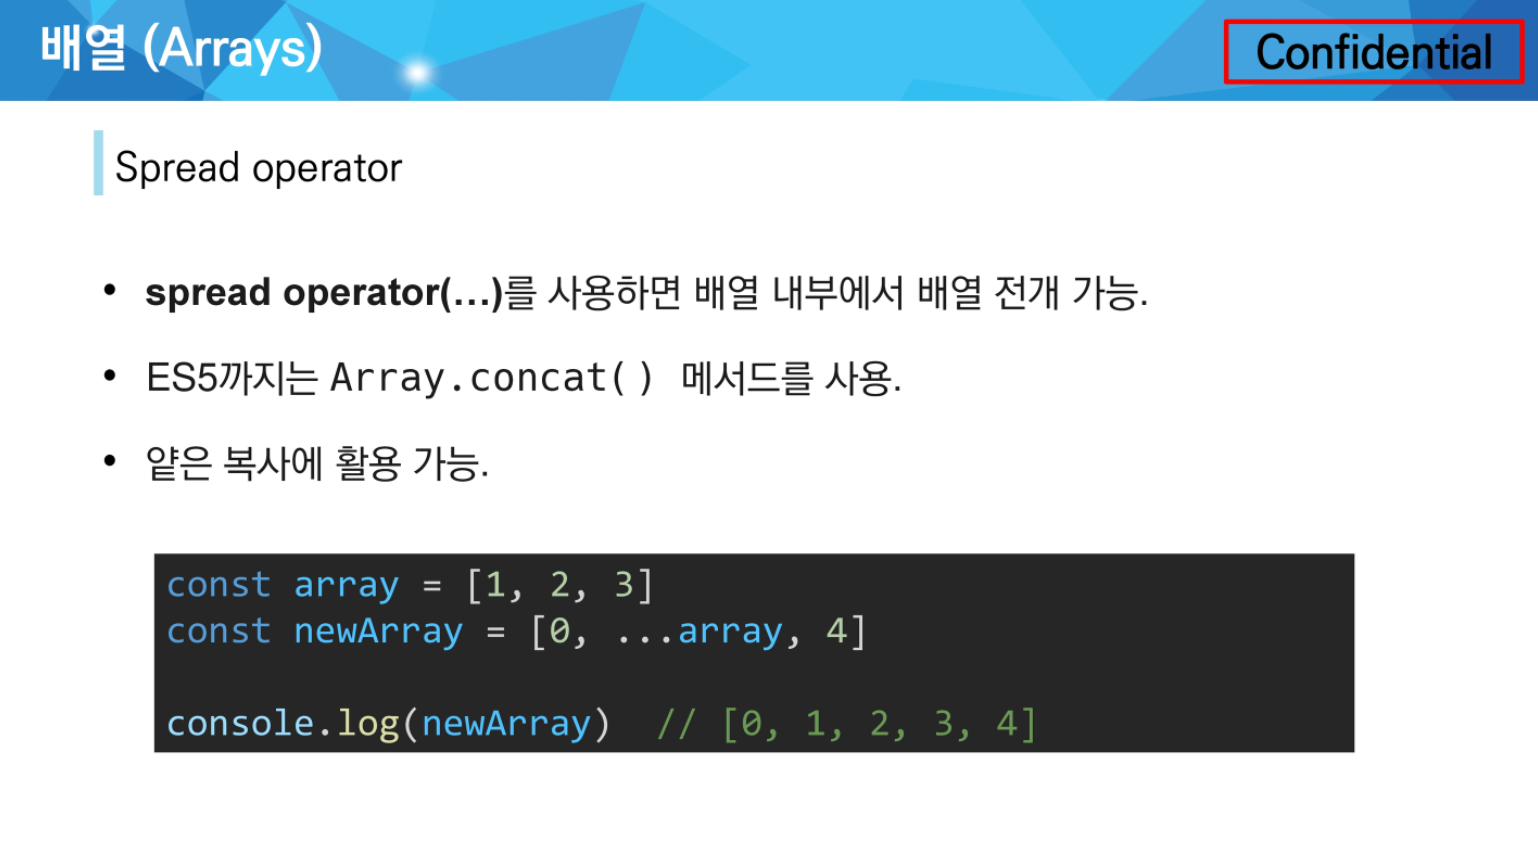 배열 (Arrays)
Confidential
Spread operator
• spread operator(…)를 사용하면 배열 내부에서 배열 전개 가능.
• ES5까지는 Array.concat() 메서드를 사용.
• 얕은 복사에 활용 가능.
const array = [1, 2, 3]
const newArray = [0, ...array, 4]
console.log(newArray)  // [0, 1, 2, 3, 4]